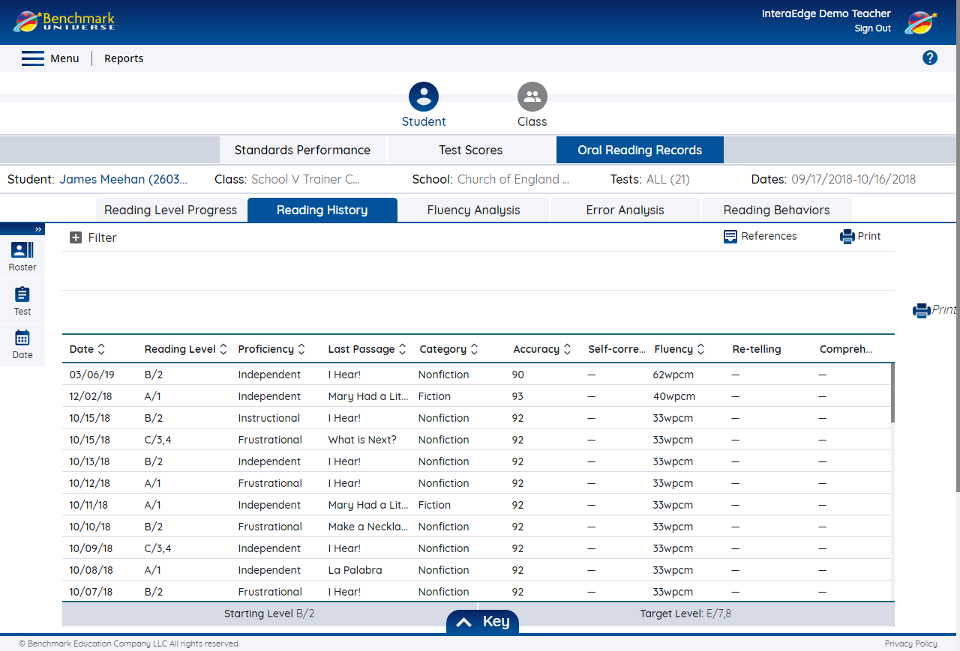 Benchmark
UNIVERSE
InteraEdge Demo Teacher
Sign Out
Menu | Reports
?
Student Class
Standards Performance Test Scores Oral Reading Records
Student: James Meehan (2603... Class: School V Trainer C... School: Church of England ... Tests: ALL (21) Dates: 09/17/2018-10/16/2018
Reading Level Progress Reading History Fluency Analysis Error Analysis Reading Behaviors
»
Roster
Test
Date
+ Filter References Print
Print
Date Reading Level Proficiency Last Passage Category Accuracy Self-corre... Fluency Re-telling Compreh...
03/06/19 B/2 Independent I Hear! Nonfiction 90 — 62wpcm — —
12/02/18 A/1 Independent Mary Had a Lit... Fiction 93 — 40wpcm — —
10/15/18 B/2 Instructional I Hear! Nonfiction 92 — 33wpcm — —
10/15/18 C/3,4 Frustrational What is Next? Nonfiction 92 — 33wpcm — —
10/13/18 B/2 Independent I Hear! Nonfiction 92 — 33wpcm — —
10/12/18 A/1 Frustrational I Hear! Nonfiction 92 — 33wpcm — —
10/11/18 A/1 Independent Mary Had a Lit... Fiction 92 — 33wpcm — —
10/10/18 B/2 Frustrational Make a Neckla... Nonfiction 92 — 33wpcm — —
10/09/18 C/3,4 Independent I Hear! Nonfiction 92 — 33wpcm — —
10/08/18 A/1 Independent La Palabra Nonfiction 92 — 33wpcm — —
10/07/18 B/2 Frustrational I Hear! Nonfiction 92 — 33wpcm — —
Starting Level B/2 Target Level: E/7,8
Key
© Benchmark Education Company LLC All rights reserved. Privacy Policy